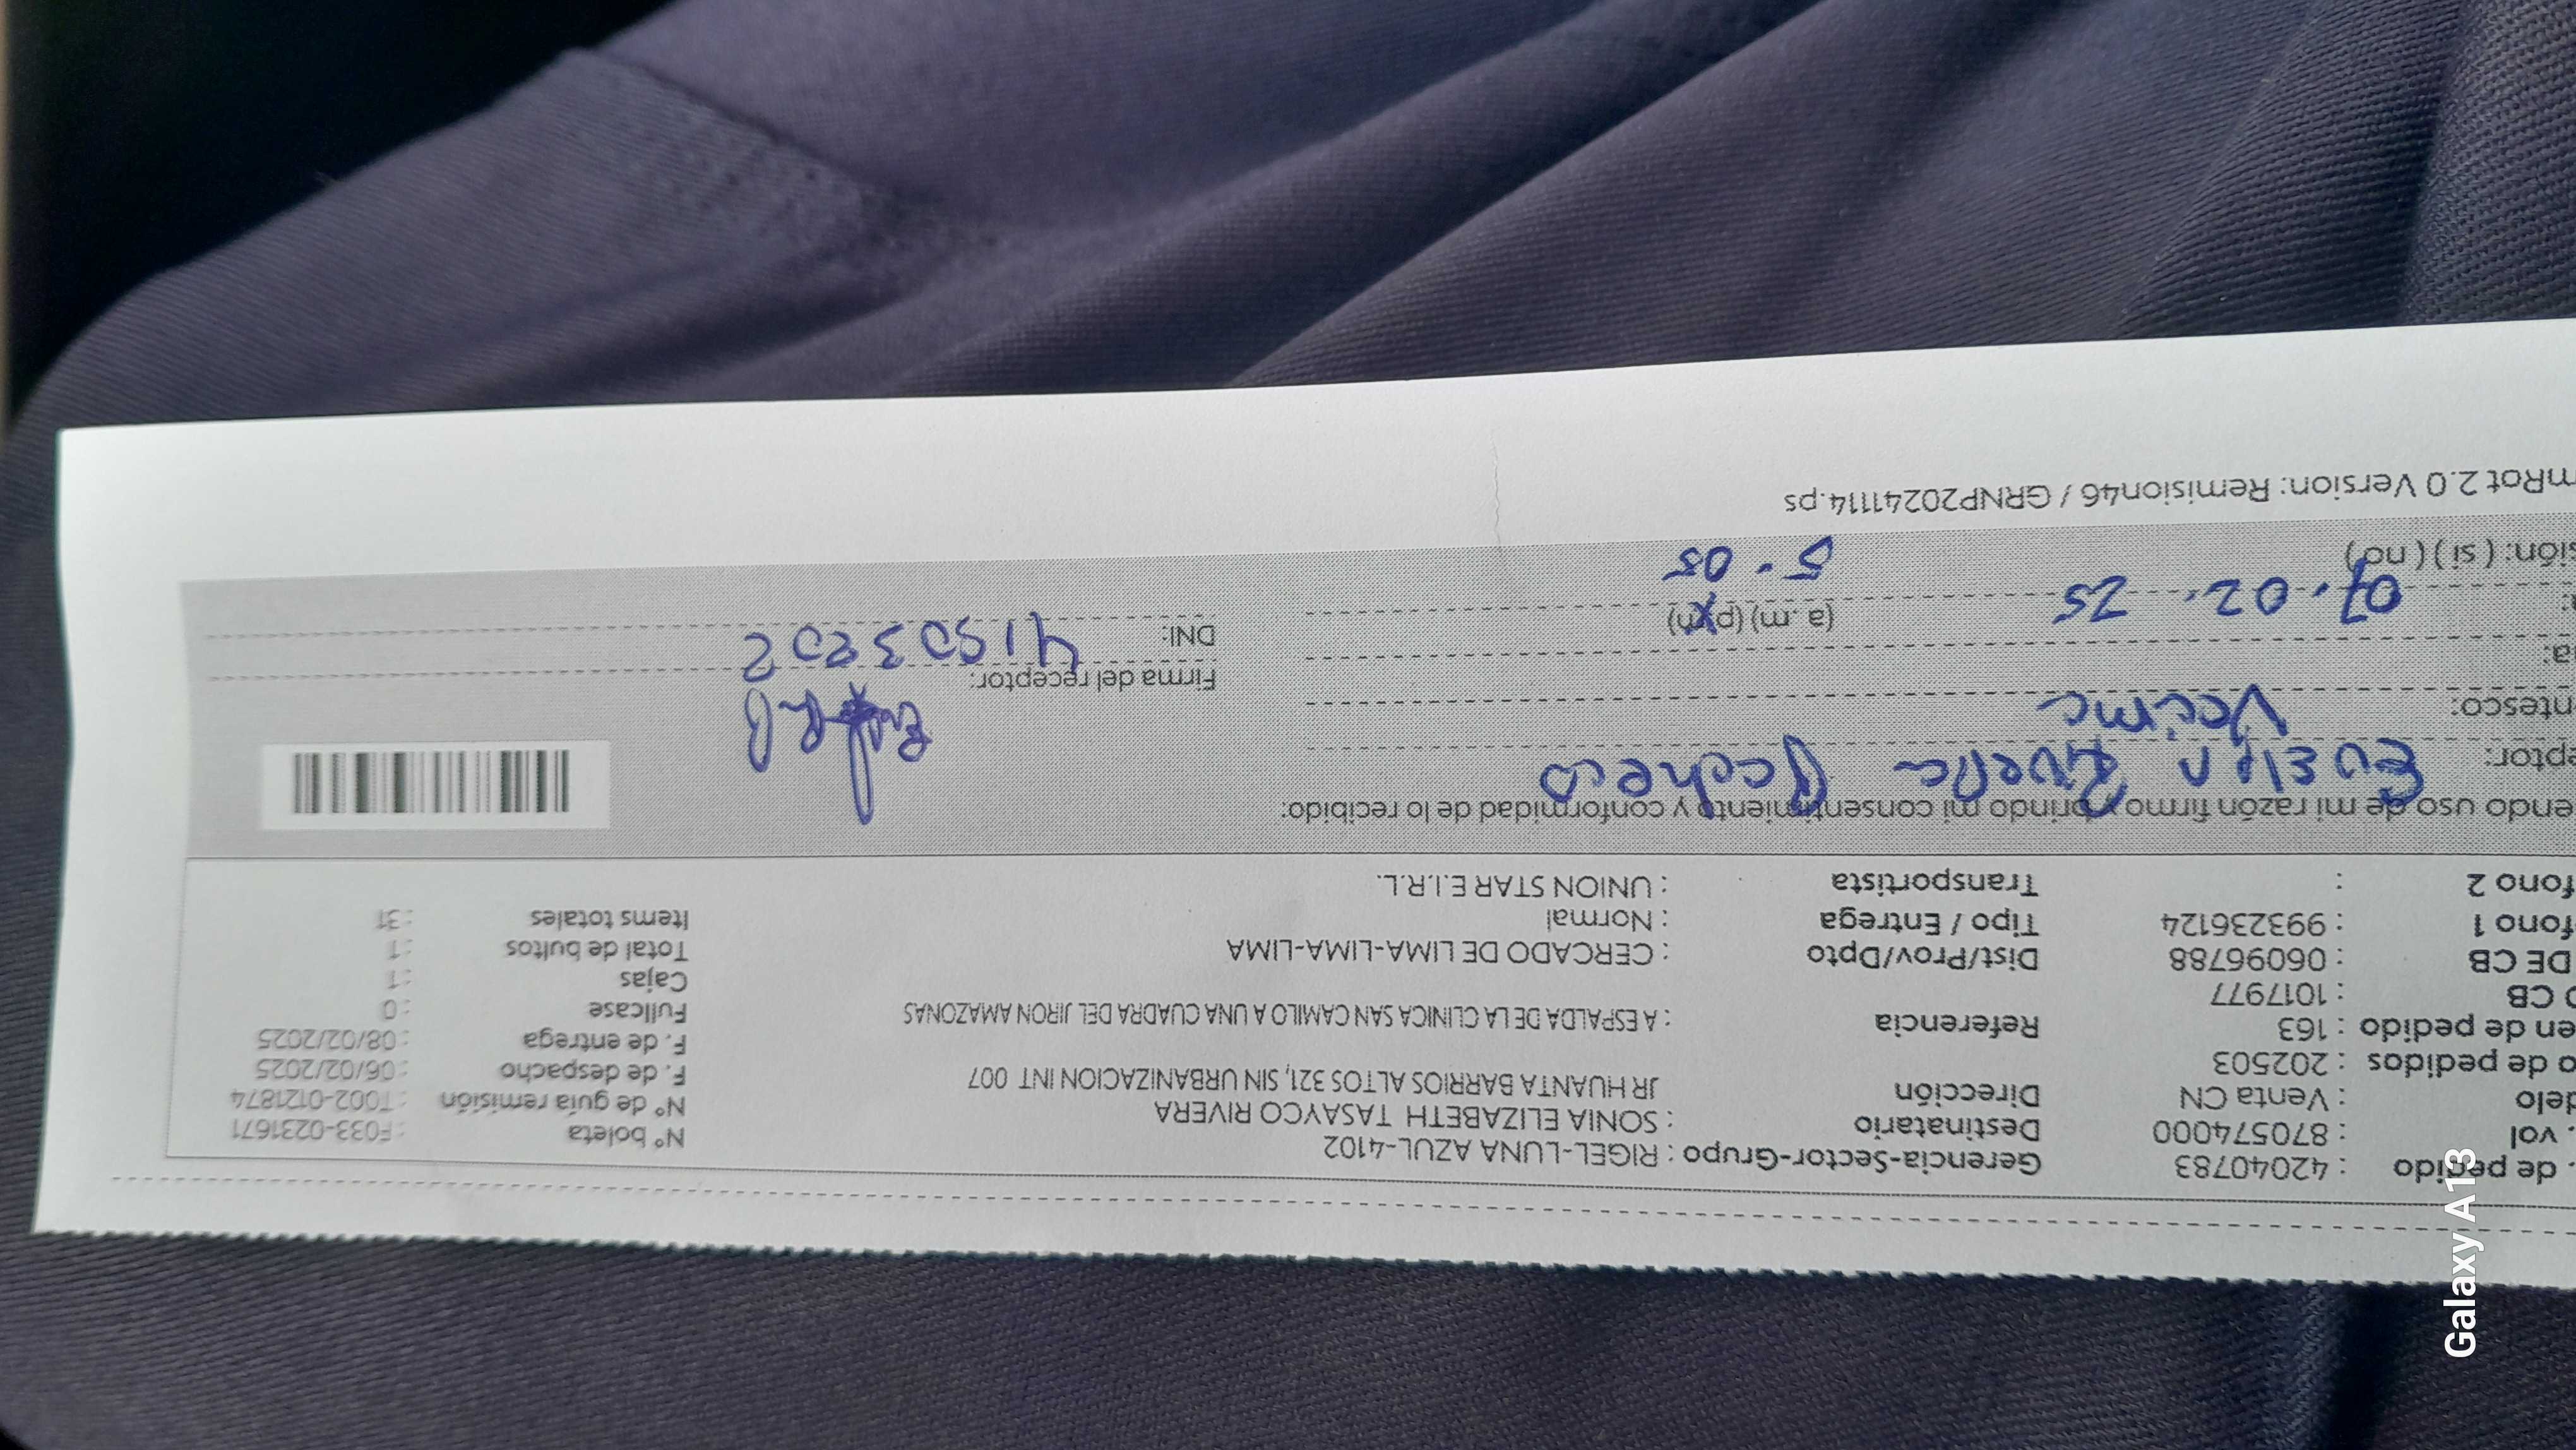 . de pedido : 42040783 Gerencia-Sector-Grupo : RIGEL-LUNA AZUL-4102 N° boleta : F033-0231671
. vol : 870574000 Destinatario : SONIA ELIZABETH TASAYCO RIVERA N° de guía remisión : T002-0121874
delo : Venta CN Dirección JR HUANTA BARRIOS ALTOS 321, SIN URBANIZACION INT 007 F. de despacho : 06/02/2025
o de pedidos : 202503 F. de entrega : 08/02/2025
en de pedido : 163 Referencia : A ESPALDA DE LA CLINICA SAN CAMILO A UNA CUADRA DEL JIRON AMAZONAS Fullcase : 0
o CB : 1017977 Cajas : 1
DE CB : 06096788 Dist/Prov/Dpto : CERCADO DE LIMA-LIMA-LIMA Total de bultos : 1
fono 1 : 993236124 Tipo / Entrega : Normal Items totales : 31
fono 2 : Transportista : UNION STAR E.I.R.L.
endo uso de mi razón firmo y brindo mi consentimiento y conformidad de lo recibido:
eptor: Evelen Rivera Pacheco
ntesco: Vecina
Firma del receptor:
a:
DNI: 41503202
: 07.02.25 (a.m) (pm) 5.05
sión: ( si ) ( no )
mRot 2.0 Version: Remision46 / GRNP20241114.ps
Galaxy A13